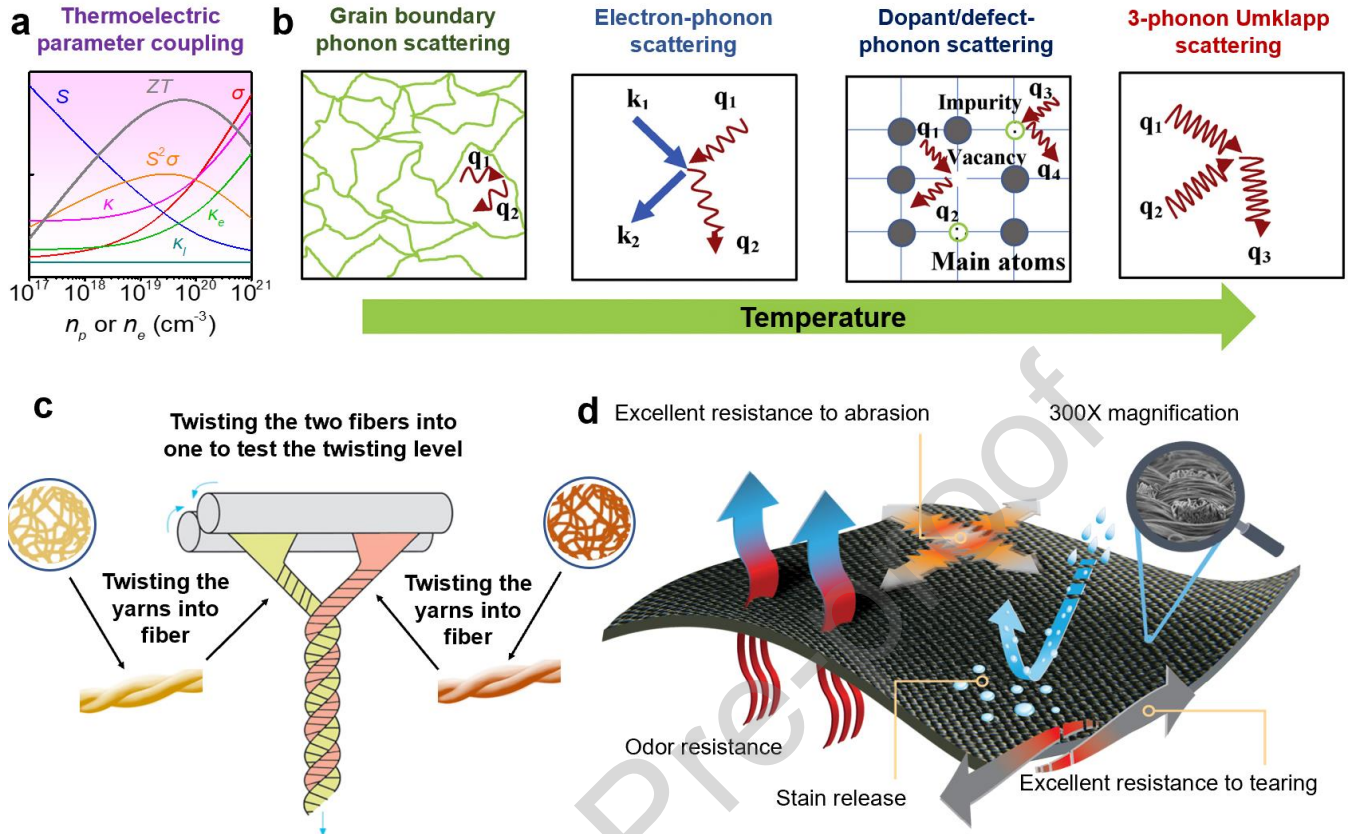 a
Thermoelectric
parameter coupling
S
ZT
σ
S²σ
κ
κₑ
κₗ
10¹⁷ 10¹⁸ 10¹⁹ 10²⁰ 10²¹
nₚ or nₑ (cm⁻³)
b
Grain boundary
phonon scattering
q₁
q₂
Electron-phonon
scattering
k₁
q₁
k₂
q₂
Dopant/defect-
phonon scattering
q₃
Impurity
q₁
Vacancy
q₄
q₂
Main atoms
3-phonon Umklapp
scattering
q₁
q₂
q₃
Temperature
c
Twisting the two fibers into
one to test the twisting level
Twisting the
yarns into
fiber
Twisting the
yarns into
fiber
d
Excellent resistance to abrasion
300X magnification
Odor resistance
Stain release
Excellent resistance to tearing
Pre-proof